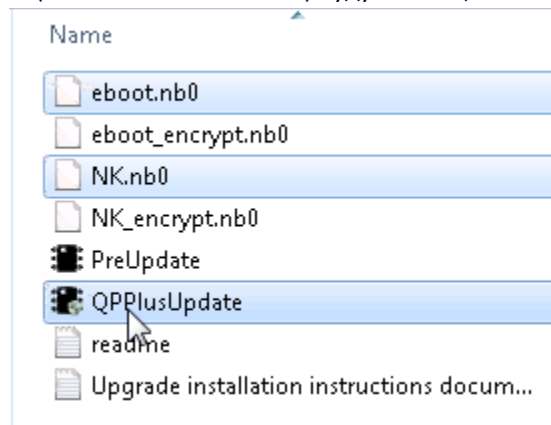 Name
eboot.nb0
eboot_encrypt.nb0
NK.nb0
NK_encrypt.nb0
PreUpdate
QPPlusUpdate
readme
Upgrade installation instructions docum...